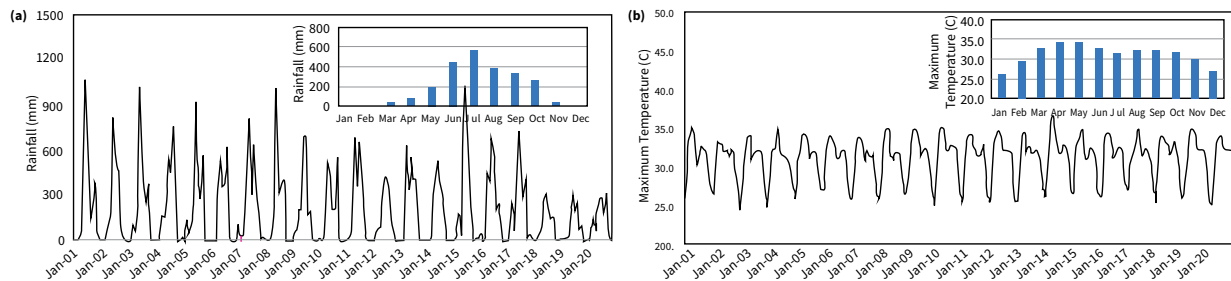 (a)
Rainfall (mm)
1500
1200
900
600
300
0
Jan-01 Jan-02 Jan-03 Jan-04 Jan-05 Jan-06 Jan-07 Jan-08 Jan-09 Jan-10 Jan-11 Jan-12 Jan-13 Jan-14 Jan-15 Jan-16 Jan-17 Jan-18 Jan-19 Jan-20
Rainfall (mm)
800
600
400
200
0
Jan Feb Mar Apr May Jun Jul Aug Sep Oct Nov Dec
(b)
Maximum Temperature (C)
50.0
45.0
40.0
35.0
30.0
25.0
200.
Jan-01 Jan-02 Jan-03 Jan-04 Jan-05 Jan-06 Jan-07 Jan-08 Jan-09 Jan-10 Jan-11 Jan-12 Jan-13 Jan-14 Jan-15 Jan-16 Jan-17 Jan-18 Jan-19 Jan-20
Maximum
Temperature (C)
40.0
35.0
30.0
25.0
20.0
Jan Feb Mar Apr May Jun Jul Aug Sep Oct Nov Dec